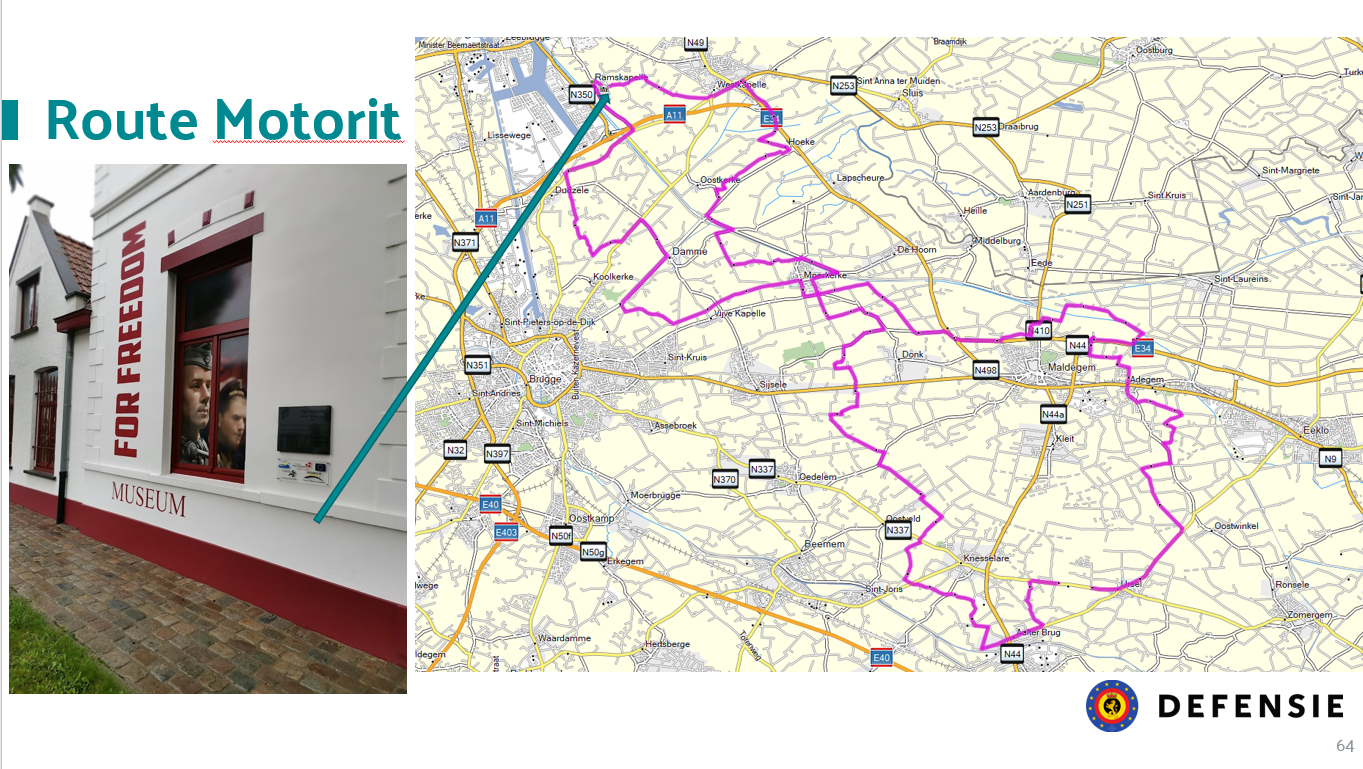 Route Motorit
FOR FREEDOM
MUSEUM
Minister Beernaertstraat
N49
Braamdijk
Oostburg
Ramskapelle
Westkapelle
N350
N253
Sint Anna ter Muiden
Sluis
A11
E34
N253
Draaibrug
Lissewege
Hoeke
Dudzele
Oostkerke
Lapscheure
Sint-Margriete
Aardenburg
Sint Kruis
N251
A11
Heille
N371
Damme
De Hoorn
Middelburg
Eede
Koolkerke
Moerkerke
Sint-Laureins
Sint-Pieters-op-de-Dijk
Vijve Kapelle
N410
N44
E34
N351
Sint-Kruis
Donk
N498
Maldegem
Brugge
Sijsele
Adegem
Sint-Andries
N44a
Sint-Michiels
Assebroek
Kleit
Eeklo
N32
N397
N370
N337
Oedelem
N9
Moerbrugge
E40
Oostkamp
Oostveld
N337
Oostwinkel
E403
N50f
N50g
Erkegem
Beernem
Knesselare
Sint-Joris
Ursel
Ronsele
Zomergem
Waardamme
Hertsberge
Aalter Brug
N44
E40
DEFENSIE
64